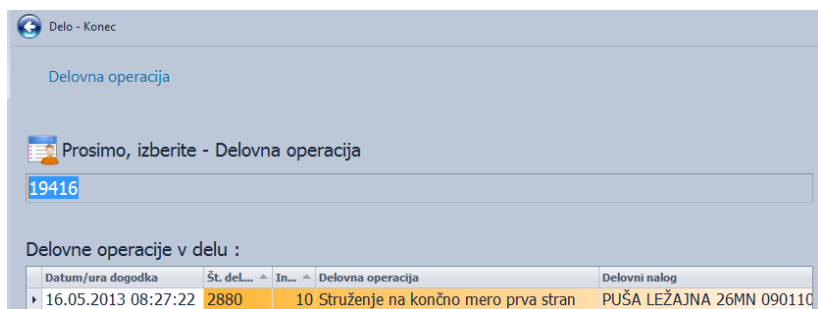 Delo - Konec
Delovna operacija
Prosimo, izberite - Delovna operacija
19416
Delovne operacije v delu :
Datum/ura dogodka Št. del.... In... Delovna operacija Delovni nalog
16.05.2013 08:27:22 2880 10 Struženje na končno mero prva stran PUŠA LEŽAJNA 26MN 090110